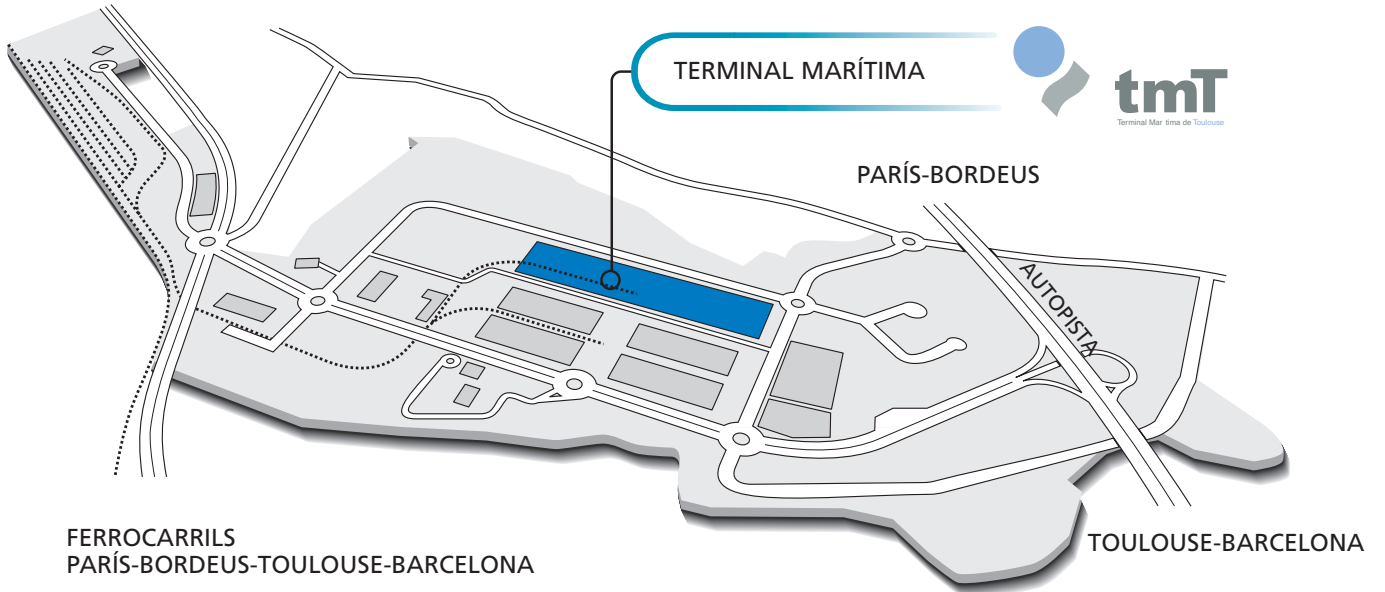 TERMINAL MARÍTIMA
tmT
Terminal Mar tima de Toulouse
PARÍS-BORDEUS
AUTOPISTA
FERROCARRILS
PARÍS-BORDEUS-TOULOUSE-BARCELONA
TOULOUSE-BARCELONA